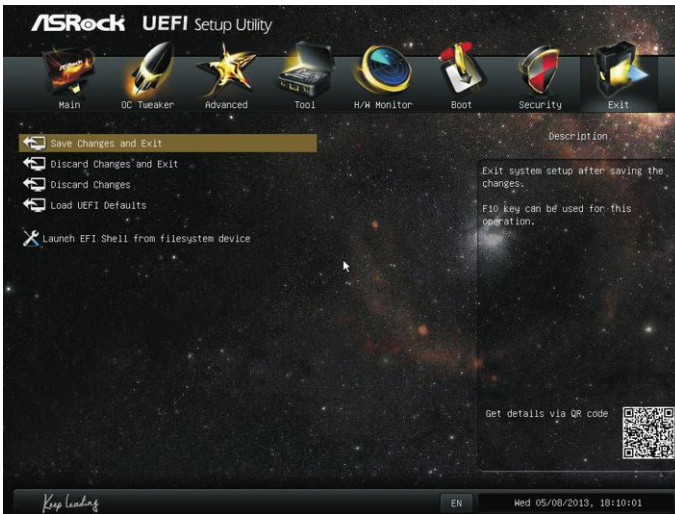 ASRock UEFI Setup Utility
Main OC Tweaker Advanced Tool H/W Monitor Boot Security Exit
Save Changes and Exit
Discard Changes and Exit
Discard Changes
Load UEFI Defaults
Launch EFI Shell from filesystem device
Description
Exit system setup after saving the
changes.
F10 key can be used for this
operation.
Get details via QR code
Keep Leading
EN
Wed 05/08/2013, 18:10:01